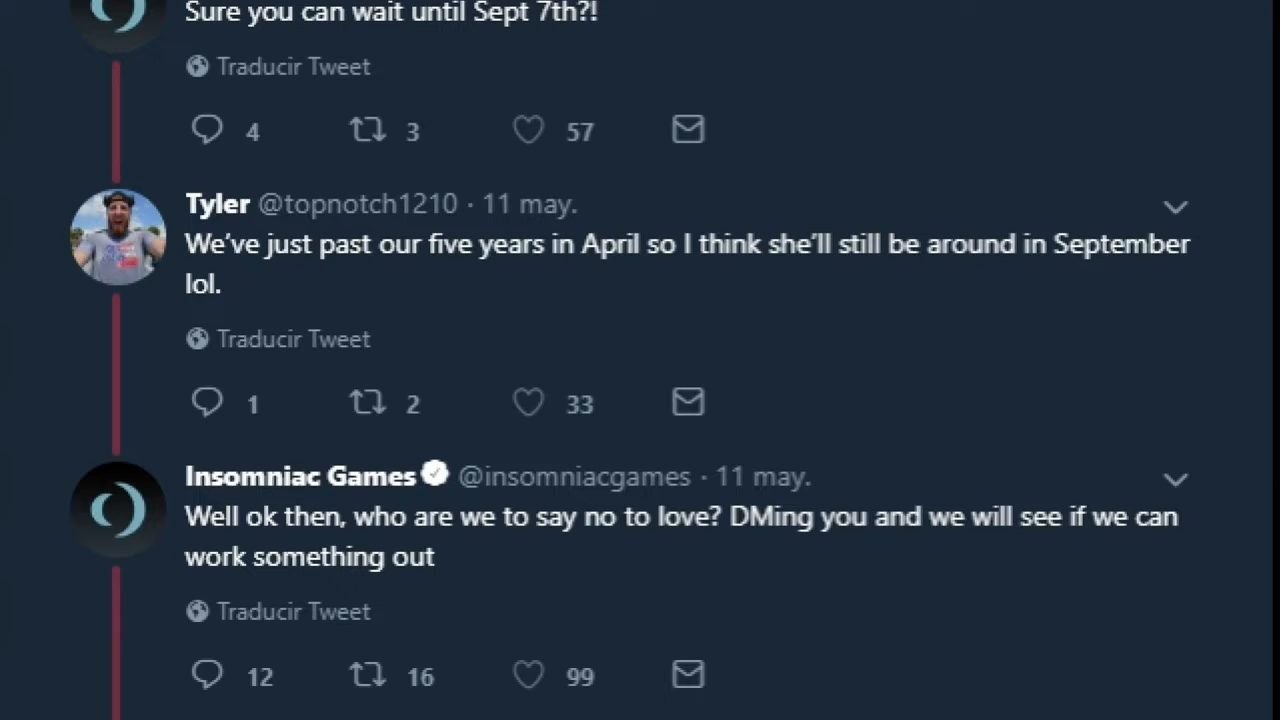 Sure you can wait until Sept 7th?!
Traducir Tweet
4 3 57
Tyler @topnotch1210 · 11 may.
We’ve just past our five years in April so I think she’ll still be around in September
lol.
Traducir Tweet
1 2 33
Insomniac Games @insomniacgames · 11 may.
Well ok then, who are we to say no to love? DMing you and we will see if we can
work something out
Traducir Tweet
12 16 99